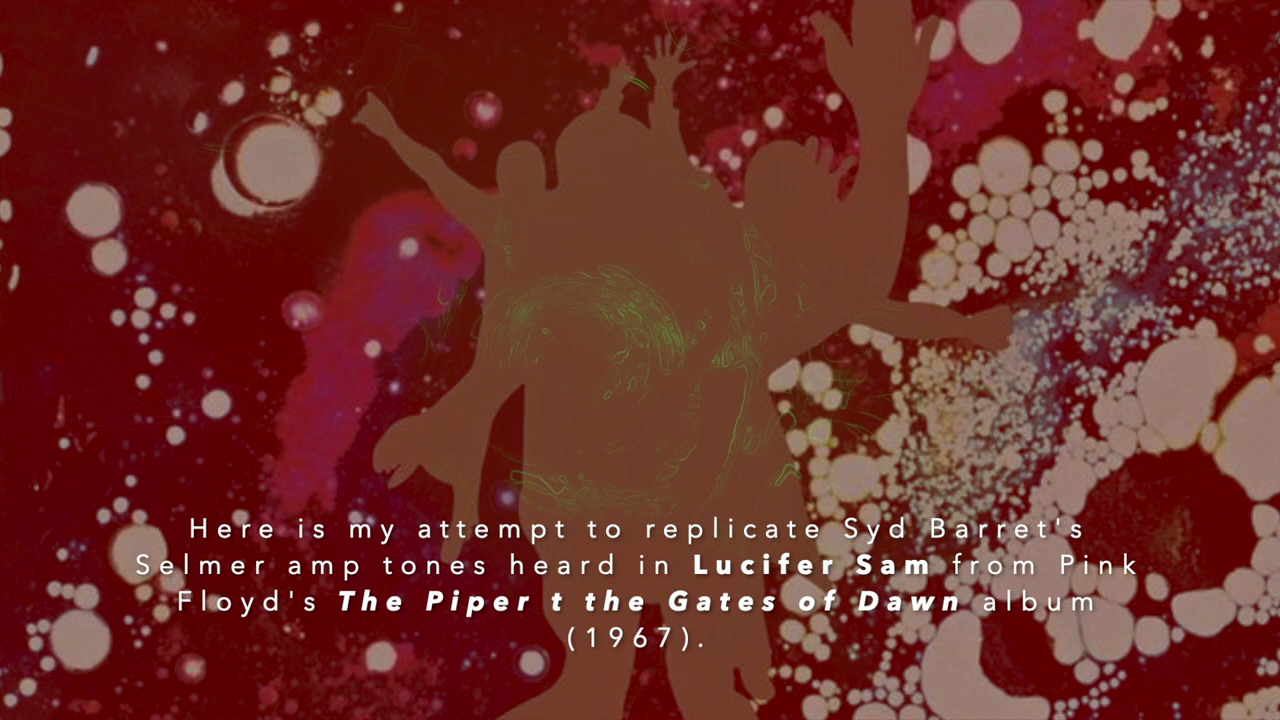 Here is my attempt to replicate Syd Barret's
Selmer amp tones heard in Lucifer Sam from Pink
Floyd's The Piper t the Gates of Dawn album
(1967).